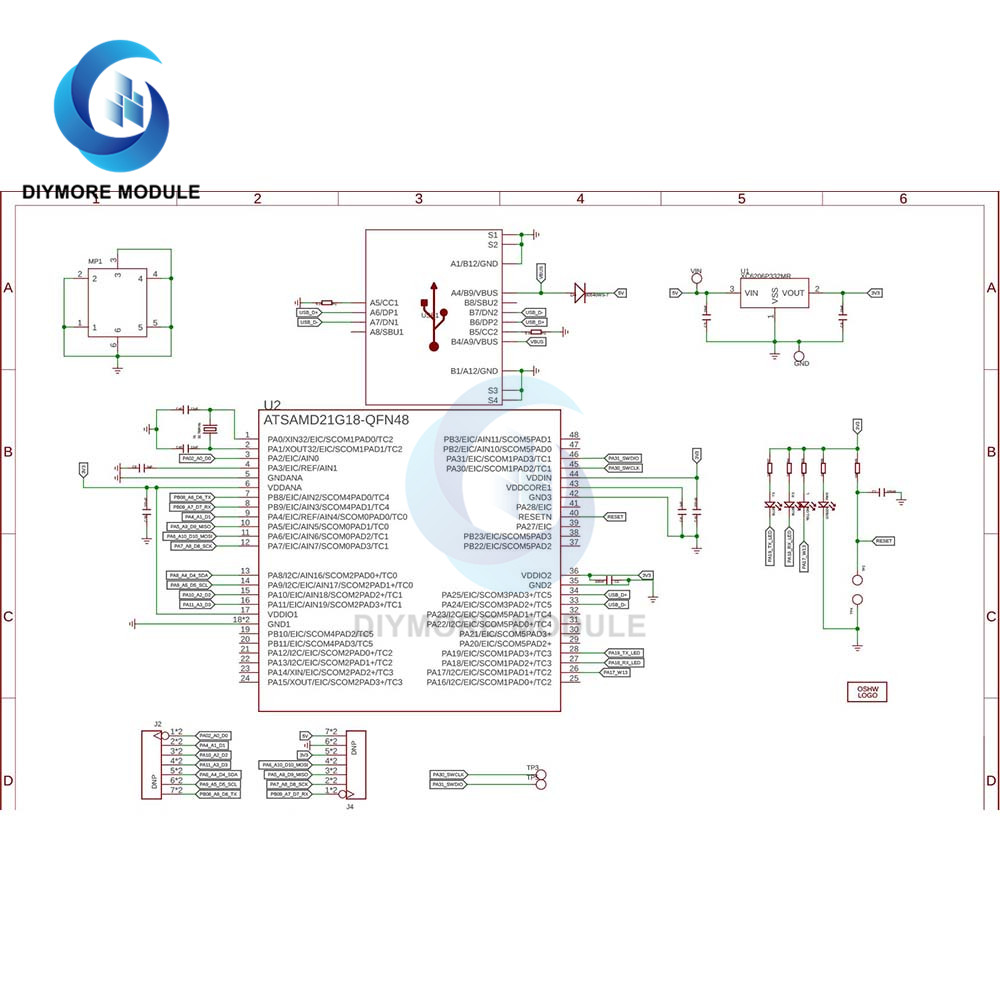 DIYMORE MODULE
1 2 3 4 5 6
A
MP1
3
2 2 3 4 4
1 1 6 5 5
6
S1
S2
A1/B12/GND
A5/CC1 A4/B9/VBUS
A6/DP1 B8/SBU2
A7/DN1 B7/DN2
A8/SBU1 B6/DP2
B5/CC2
B4/A9/VBUS
B1/A12/GND
S3
S4
USB_D+
USB_D-
VBUS
5V
USB_D-
USB_D+
VBUS
VIN
U1
5V 3 VIN VSS VOUT 2 3V3
1
GND
A
B
U2
ATSAMD21G18-QFN48
1 PA0/XIN32/EIC/SCOM1PAD0/TC2
2 PA1/XOUT32/EIC/SCOM1PAD1/TC2
PA02_A0_D0 3 PA2/EIC/AIN0
4 PA3/EIC/REF/AIN1
5 GNDANA
6 VDDANA
PB08_A6_D6_TX 7 PB8/EIC/AIN2/SCOM4PAD0/TC4
PB09_A7_D7_RX 8 PB9/EIC/AIN3/SCOM4PAD1/TC4
PA4_A1_D1 9 PA4/EIC/REF/AIN4/SCOM0PAD0/TC0
PA5_A9_D9_MISO 10 PA5/EIC/AIN5/SCOM0PAD1/TC0
PA6_A10_D10_MOSI 11 PA6/EIC/AIN6/SCOM0PAD2/TC1
PA7_A8_D8_SCK 12 PA7/EIC/AIN7/SCOM0PAD3/TC1
PA8_A4_D4_SDA 13 PA8/I2C/AIN16/SCOM2PAD0+/TC0
PA9_A5_D5_SCL 14 PA9/I2C/EIC/AIN17/SCOM2PAD1+/TC0
PA10_A2_D2 15 PA10/EIC/AIN18/SCOM2PAD2+/TC1
PA11_A3_D3 16 PA11/EIC/AIN19/SCOM2PAD3+/TC1
17 VDDIO1
18*2 GND1
19 PB10/EIC/SCOM4PAD2/TC5
20 PB11/EIC/SCOM4PAD3/TC5
21 PA12/I2C/EIC/SCOM2PAD0+/TC2
22 PA13/I2C/EIC/SCOM2PAD1+/TC2
23 PA14/XIN/EIC/SCOM2PAD2+/TC3
24 PA15/XOUT/EIC/SCOM2PAD3+/TC3
3V3
PB3/EIC/AIN11/SCOM5PAD1 48
PB2/EIC/AIN10/SCOM5PAD0 47
PA31/EIC/SCOM1PAD3/TC1 46 PA31_SWDIO
PA30/EIC/SCOM1PAD2/TC1 45 PA30_SWCLK
VDDIN 44
VDDCORE1 43
GND3 42
PA28/EIC 41
RESETN 40 RESET
PA27/EIC 39
PB23/EIC/SCOM5PAD3 38
PB22/EIC/SCOM5PAD2 37
VDDIO2 36 3V3
GND2 35
PA25/EIC/SCOM3PAD3+/TC5 34 USB_D+
PA24/EIC/SCOM3PAD2+/TC5 33 USB_D-
PA23/I2C/EIC/SCOM5PAD1+/TC4 32
PA22/I2C/EIC/SCOM5PAD0+/TC4 31
PA21/EIC/SCOM5PAD3+ 30
PA20/EIC/SCOM5PAD2+ 29
PA19/EIC/SCOM1PAD3+/TC3 28 PA19_TX_LED
PA18/EIC/SCOM1PAD2+/TC3 27 PA18_RX_LED
PA17/I2C/EIC/SCOM1PAD1+/TC2 26 PA17_W13
PA16/I2C/EIC/SCOM1PAD0+/TC2 25
DIYMORE MODULE
3V3
3V3
PA19_TX_LED
PA18_RX_LED
PA17_W13
RESET
B
C
C
OSHW
LOGO
D
J2
1*2 PA02_A0_D0
2*2 PA4_A1_D1
3*2 PA10_A2_D2
4*2 PA11_A3_D3
5*2 PA8_A4_D4_SDA
6*2 PA9_A5_D5_SCL
7*2 PB08_A6_D6_TX
DNP
5V 7*2
6*2
3V3 5*2
PA6_A10_D10_MOSI 4*2
PA5_A9_D9_MISO 3*2
PA7_A8_D8_SCK 2*2
PB09_A7_D7_RX 1*2
DNP
J4
PA30_SWCLK TP3
PA31_SWDIO
D